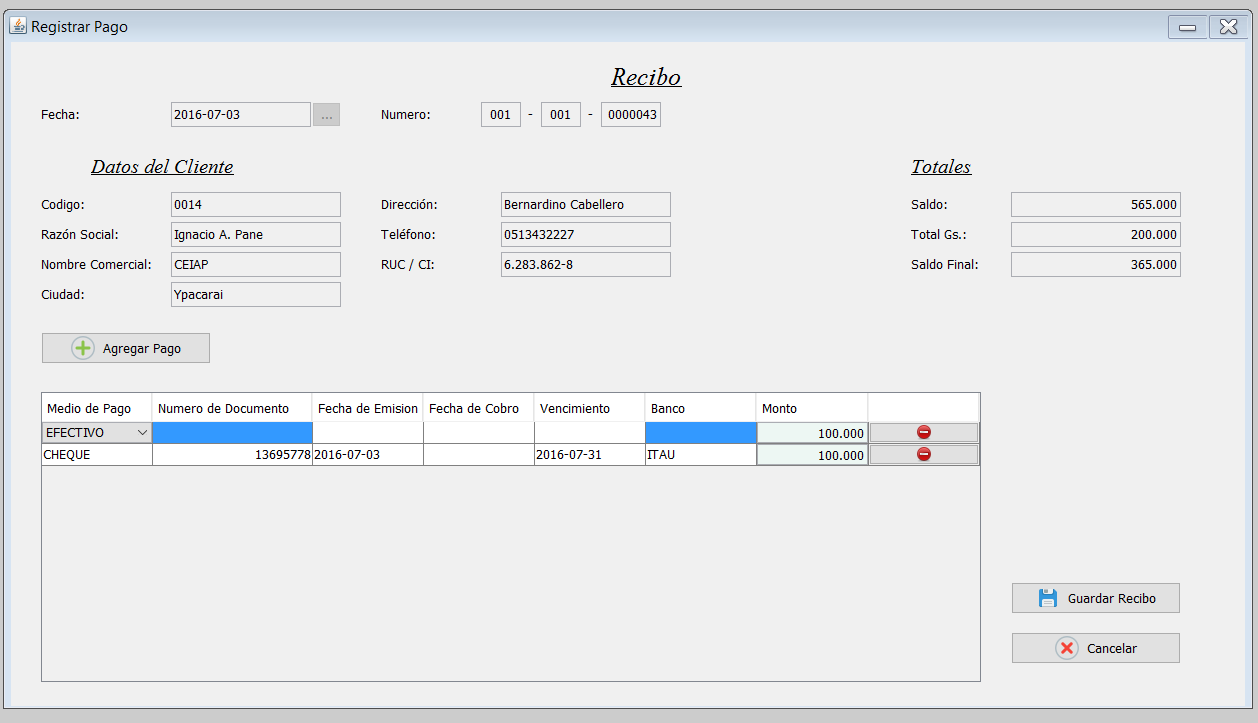 Registrar Pago
Recibo
Fecha: 2016-07-03 ... Numero: 001 - 001 - 0000043
Datos del Cliente Totales
Codigo: 0014 Dirección: Bernardino Cabellero Saldo: 565.000
Razón Social: Ignacio A. Pane Teléfono: 0513432227 Total Gs.: 200.000
Nombre Comercial: CEIAP RUC / CI: 6.283.862-8 Saldo Final: 365.000
Ciudad: Ypacarai
Agregar Pago
Medio de Pago Numero de Documento Fecha de Emision Fecha de Cobro Vencimiento Banco Monto
EFECTIVO 100.000
CHEQUE 13695778 2016-07-03 2016-07-31 ITAU 100.000
Guardar Recibo
Cancelar